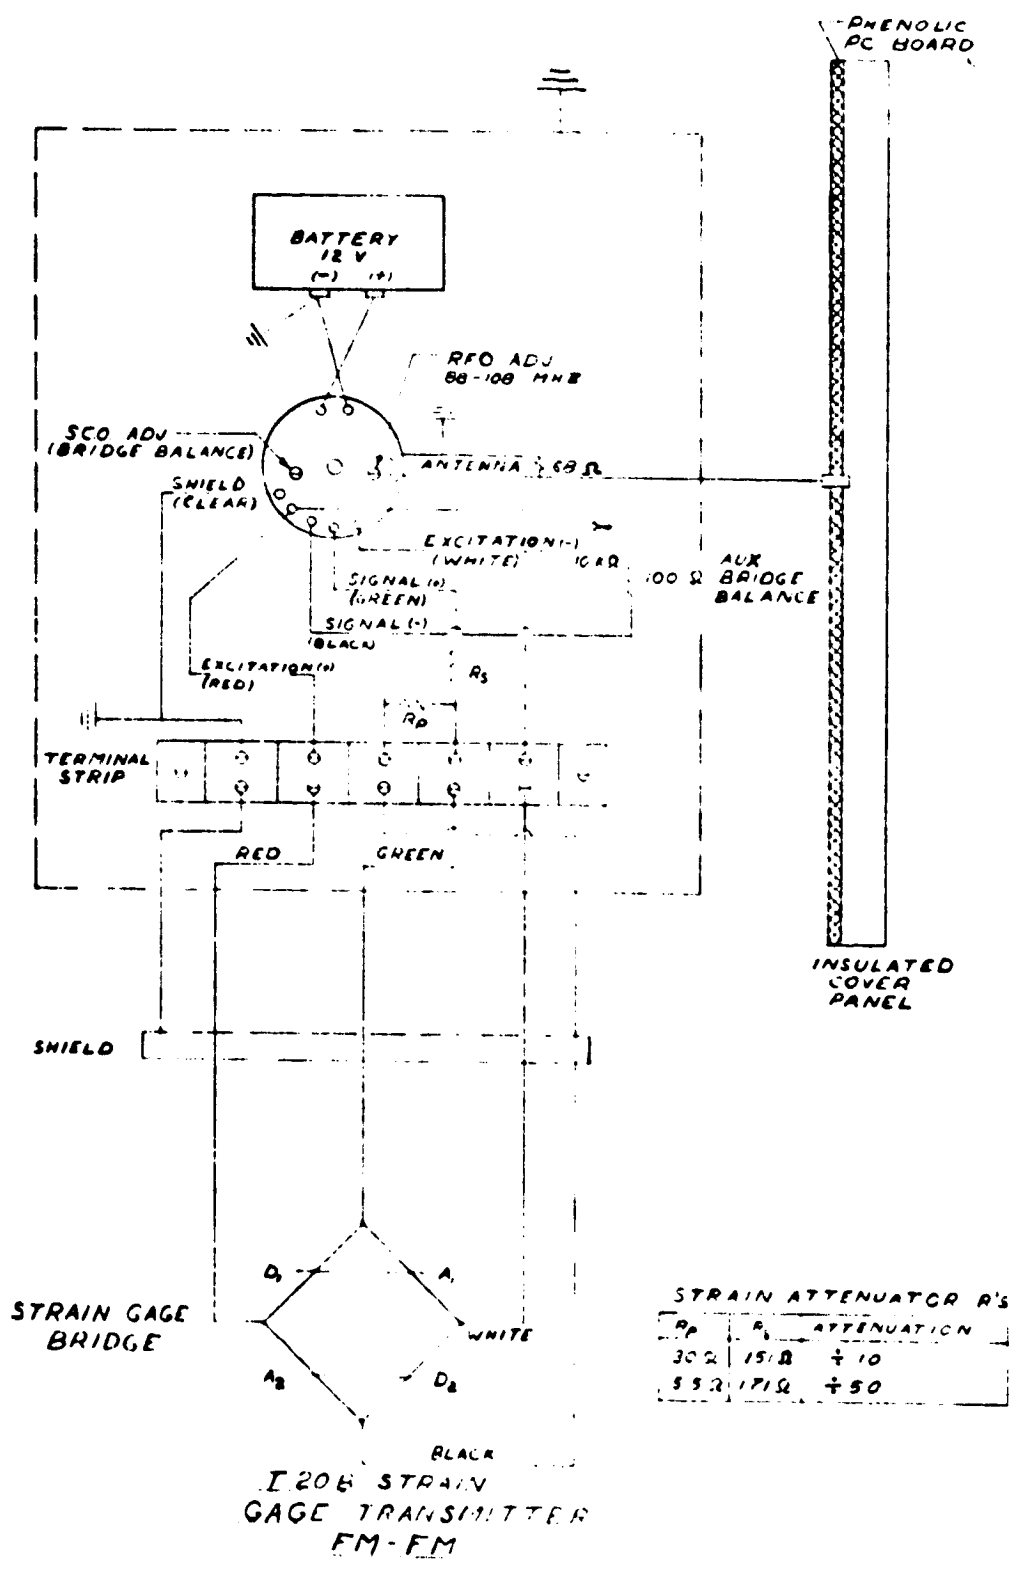 PHENOLIC
PC BOARD
BATTERY
12 V
(-) (+)
RFO ADJ
88-108 MHZ
SCO ADJ
(BRIDGE BALANCE)
ANTENNA
68 Ω
SHIELD
(CLEAR)
EXCITATION(-)
(WHITE)
10 KΩ
100 Ω
AUX
BRIDGE
BALANCE
SIGNAL (+)
(GREEN)
SIGNAL (-)
BLACK
EXCITATION(+)
(RED)
RS
RP
TERMINAL
STRIP
RED
GREEN
INSULATED
COVER
PANEL
SHIELD
D1
A1
STRAIN GAGE
BRIDGE
WHITE
A2
D2
BLACK
STRAIN ATTENUATOR R'S
RP RS ATTENUATION
30 Ω 151 Ω ÷ 10
5.5 Ω 171 Ω ÷ 50
STRAIN
GAGE TRANSMITTER
FM-FM